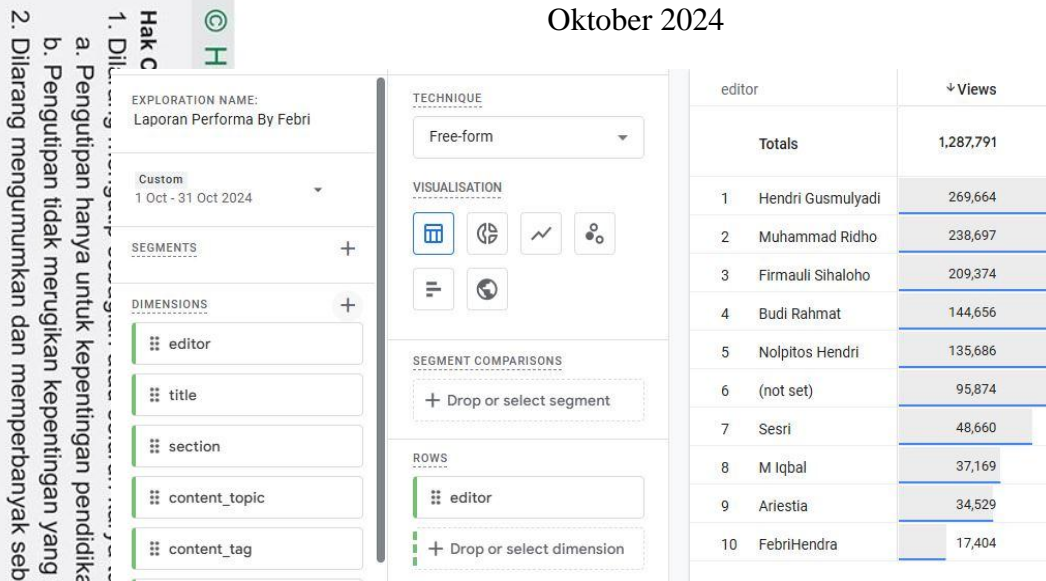 Oktober 2024
© H
Hak C
a. Pengutipan hanya untuk kepentingan pendidika
b. Pengutipan tidak merugikan kepentingan yang
2. Dilarang mengumumkan dan memperbanyak seb
EXPLORATION NAME:
Laporan Performa By Febri
Custom
1 Oct - 31 Oct 2024
SEGMENTS
DIMENSIONS
editor
title
section
content_topic
content_tag
TECHNIQUE
Free-form
VISUALISATION
SEGMENT COMPARISONS
+ Drop or select segment
ROWS
editor
+ Drop or select dimension
editor ↓ Views
Totals 1,287,791
1 Hendri Gusmulyadi 269,664
2 Muhammad Ridho 238,697
3 Firmauli Sihaloho 209,374
4 Budi Rahmat 144,656
5 Nolpitos Hendri 135,686
6 (not set) 95,874
7 Sesri 48,660
8 M Iqbal 37,169
9 Ariestia 34,529
10 FebriHendra 17,404